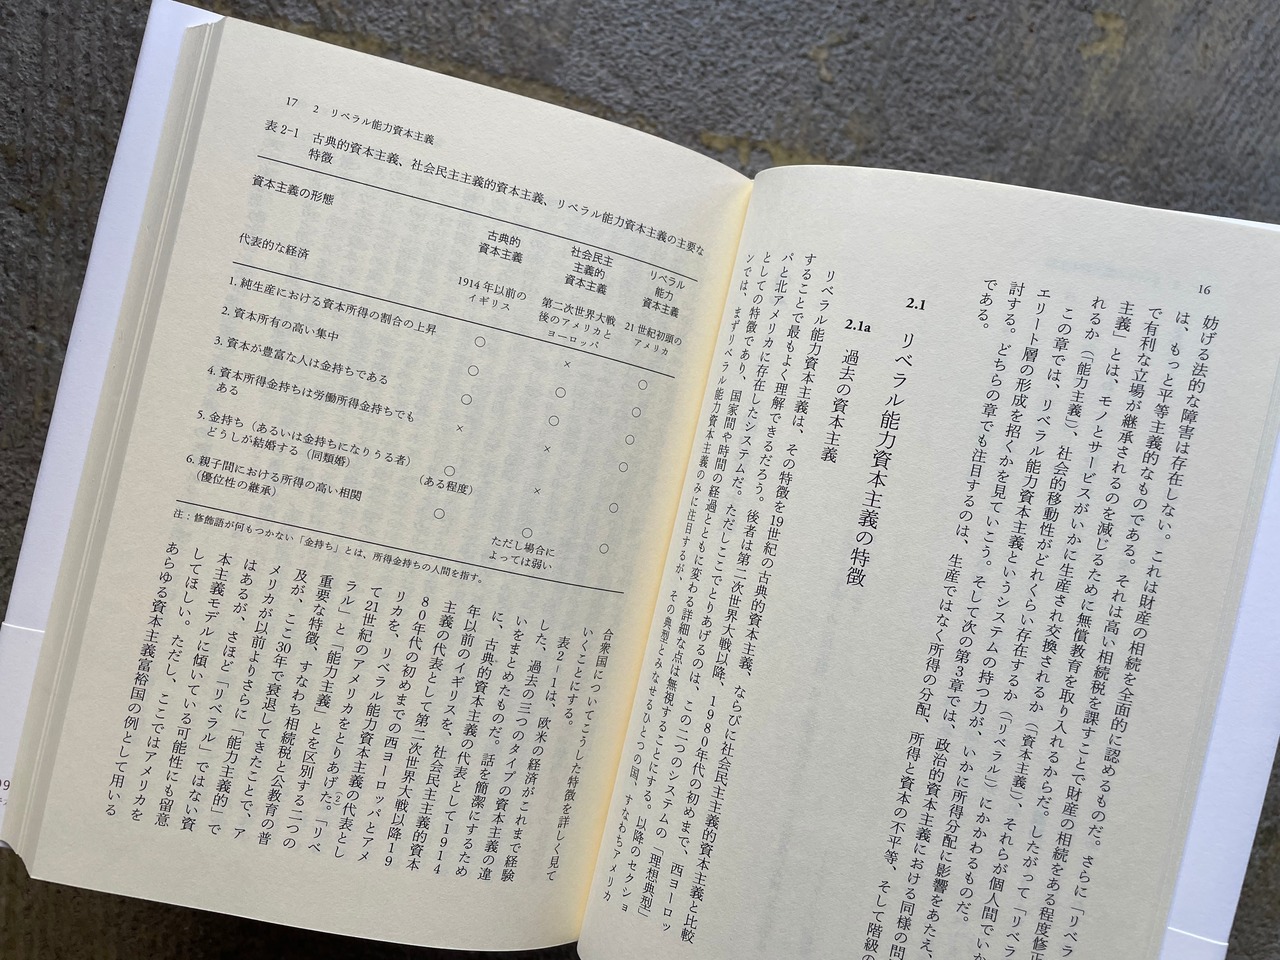 16
妨げる法的な障害は存在しない。これは財産の相続を全面的に認めるものだ。さらに「リベラ
は、もっと平等主義的なものである。それは高い相続税を課すことで財産の相続をある程度修正
で有利な立場が継承されるのを減じるために無償教育を取り入れるからだ。したがって「リベラ
主義」とは、モノとサービスがいかに生産され交換されるか(「資本主義」)、それらが個人間でいか
れるか(「能力主義」)、社会的移動性がどれくらい存在するか(「リベラル」)にかかわるものだ。
この章では、リベラル能力資本主義というシステムの持つ力が、いかに所得分配に影響をあたえ、
エリート層の形成を招くかを見ていこう。そして次の第3章では、政治的資本主義における同様の問
討する。どちらの章でも注目するのは、生産ではなく所得の分配、所得と資本の不平等、そして階級の
である。
2.1 リベラル能力資本主義の特徴
2.1a 過去の資本主義
リベラル能力資本主義は、その特徴を19世紀の古典的資本主義、ならびに社会民主主義的資本主義と比較
することで最もよく理解できるだろう。後者は第二次世界大戦以降、1980年代の初めまで、西ヨーロッ
パと北アメリカに存在したシステムだ。ただしここでとりあげるのは、この二つのシステムの「理想典型」
としての特徴であり、国家間や時間の経過とともに変わる詳細な点は無視することにする。以降のセクショ
ンでは、まずリベラル能力資本主義のみに注目するが、その典型とみなせるひとつの国、すなわちアメリカ
17 2 リベラル能力資本主義
表2-1 古典的資本主義、社会民主主義的資本主義、リベラル能力資本主義の主要な
特徴
資本主義の形態 古典的 社会民主 リベラル
資本主義 主義的 能力
資本主義 資本主義
代表的な経済 1914年以前の 第二次世界大戦 21世紀初頭の
イギリス 後のアメリカと アメリカ
ヨーロッパ
1. 純生産における資本所得の割合の上昇 ○ × ○
2. 資本所有の高い集中 ○ ○ ○
3. 資本が豊富な人は金持ちである ○ ○ ○
4. 資本所得金持ちは労働所得金持ちでも × × ○
ある
5. 金持ち(あるいは金持ちになりうる者) ○ × ○
どうしが結婚する(同類婚) (ある程度)
6. 親子間における所得の高い相関 ○ ○ ○
(優位性の継承) ただし場合に
よっては弱い
注:修飾語が何もつかない「金持ち」とは、所得金持ちの人間を指す。
合衆国についてこうした特徴を詳しく見て
いくことにする。
表2-1は、欧米の経済がこれまで経験
した、過去の三つのタイプの資本主義の違
いをまとめたものだ。話を簡潔にするため
に、古典的資本主義の代表として1914
年以前のイギリスを、社会民主主義的資本
主義の代表として第二次世界大戦以降19
80年代の初めまでの西ヨーロッパとアメ
リカを、リベラル能力資本主義の代表とし
て21世紀のアメリカをとりあげた。(2)「リベ
ラル」と「能力主義」とを区別する二つの
重要な特徴、すなわち相続税と公教育の普
及が、ここ30年で衰退してきたことで、ア
メリカが以前よりさらに「能力主義的」で
はあるが、さほど「リベラル」ではない資
本主義モデルに傾いている可能性にも留意
してほしい。ただし、ここではアメリカを
あらゆる資本主義富裕国の例として用いる